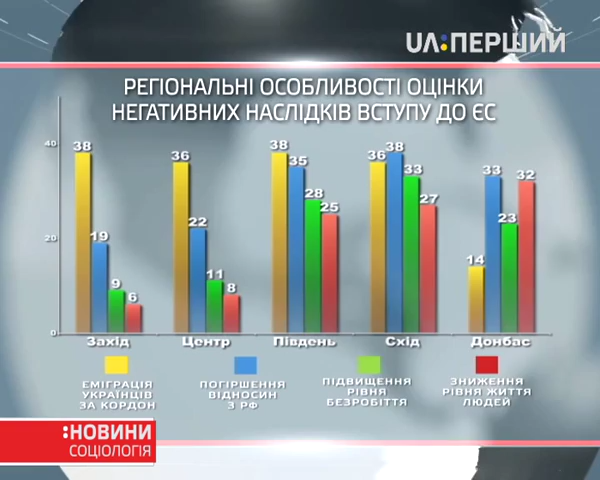 UA:ПЕРШИЙ
РЕГІОНАЛЬНІ ОСОБЛИВОСТІ ОЦІНКИ
НЕГАТИВНИХ НАСЛІДКІВ ВСТУПУ ДО ЄС
40
20
0
38 19 9 6
36 22 11 8
38 35 28 25
36 38 33 27
14 33 23 32
Захід Центр Південь Схід Донбас
ЕМІГРАЦІЯ
УКРАЇНЦІВ
ЗА КОРДОН
ПОГІРШЕННЯ
ВІДНОСИН
З РФ
ПІДВИЩЕННЯ
РІВНЯ
БЕЗРОБІТТЯ
ЗНИЖЕННЯ
РІВНЯ ЖИТТЯ
ЛЮДЕЙ
:НОВИНИ
СОЦІОЛОГІЯ